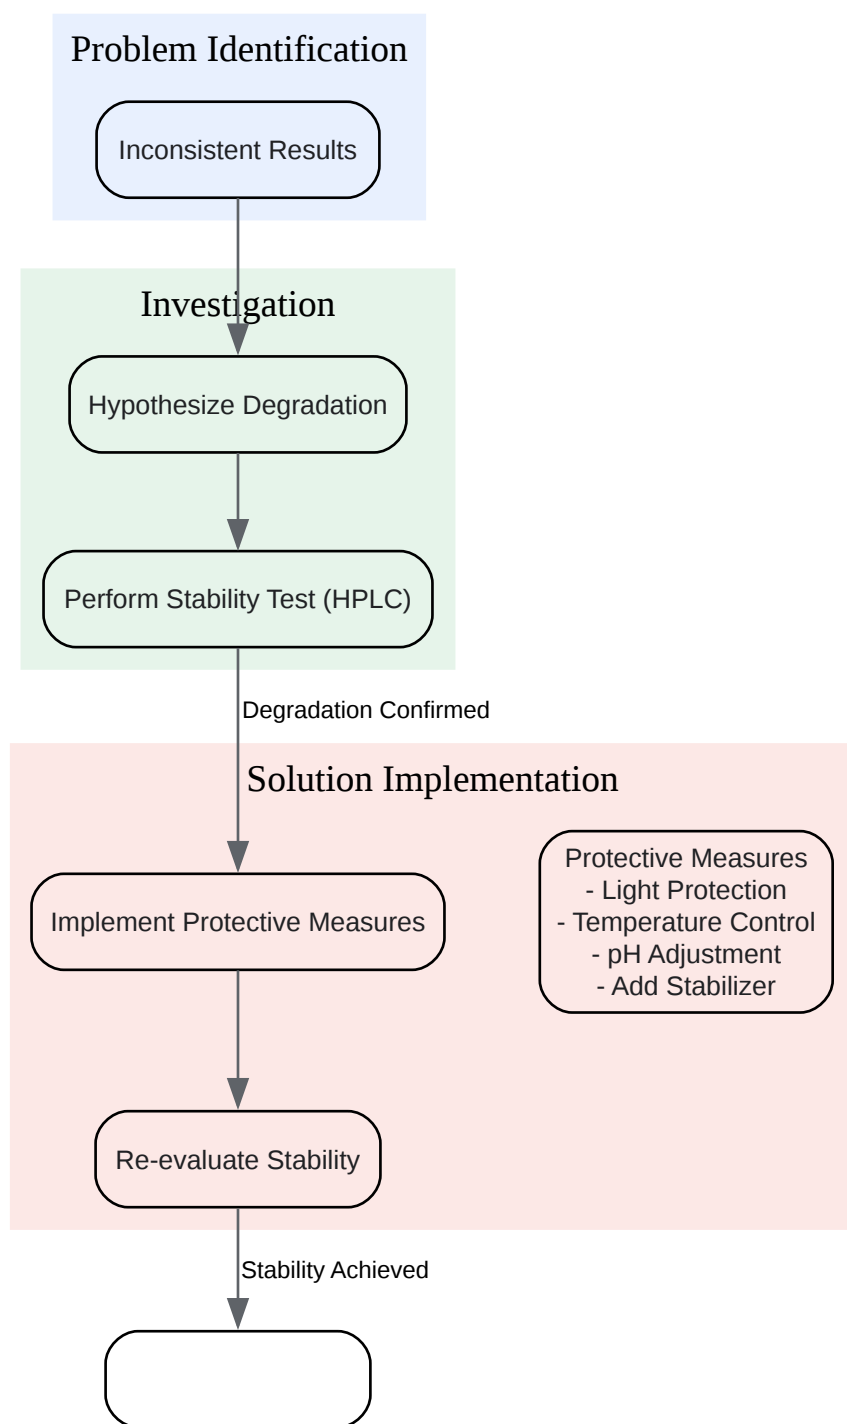 Problem Identification
Inconsistent Results
Investigation
Hypothesize Degradation
Perform Stability Test (HPLC)
Degradation Confirmed
Solution Implementation
Implement Protective Measures
Protective Measures
- Light Protection
- Temperature Control
- pH Adjustment
- Add Stabilizer
Re-evaluate Stability
Stability Achieved